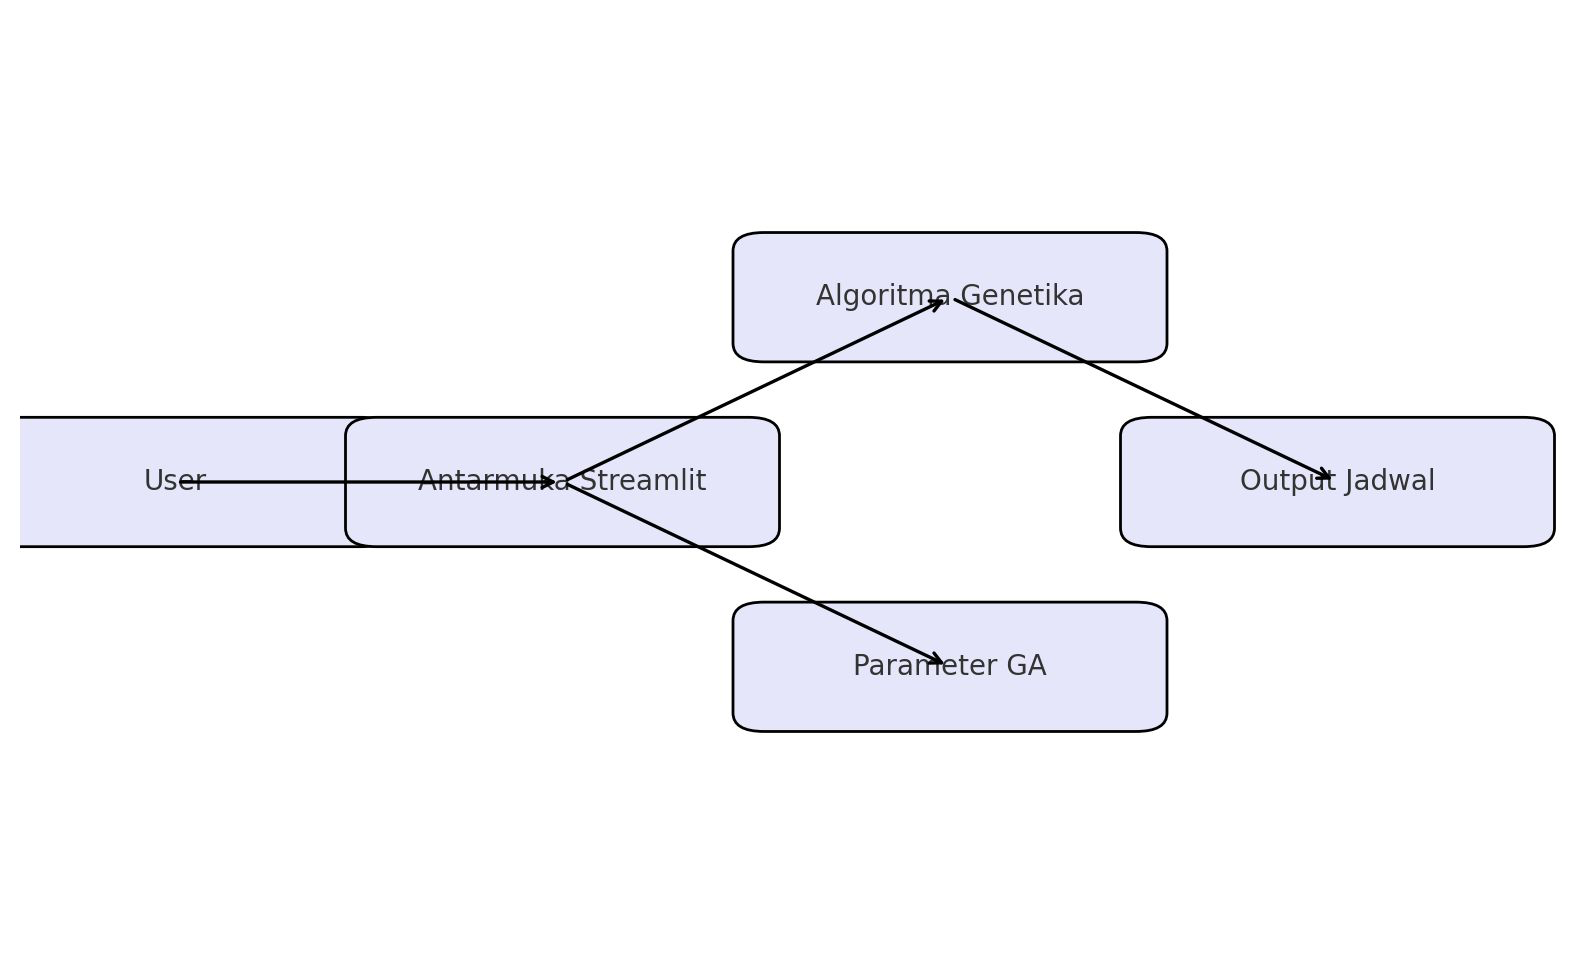 Algoritma Genetika
User
Antarmuka Streamlit
Output Jadwal
Parameter GA